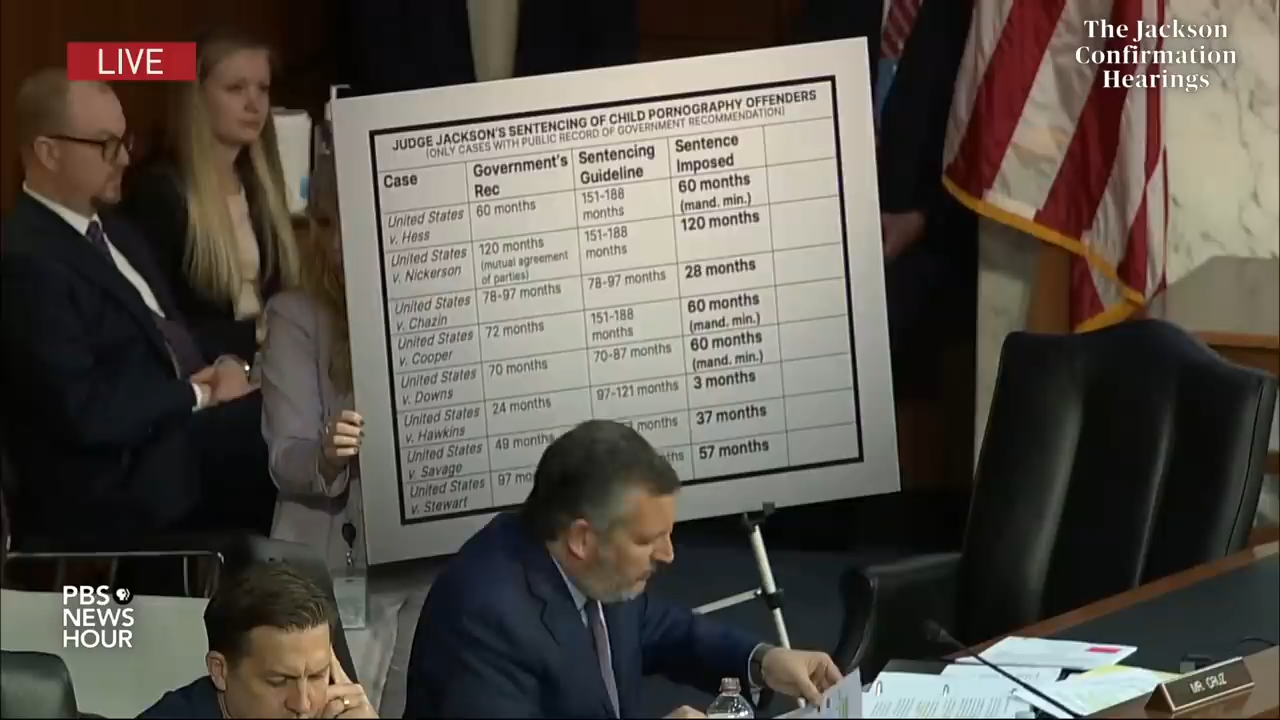 LIVE
The Jackson
Confirmation
Hearings
JUDGE JACKSON'S SENTENCING OF CHILD PORNOGRAPHY OFFENDERS
(ONLY CASES WITH PUBLIC RECORD OF GOVERNMENT RECOMMENDATION)
Case Government's Rec Sentencing Guideline Sentence Imposed
United States v. Hess 60 months 151-188 months 60 months (mand. min.)
United States v. Nickerson 120 months (mutual agreement of parties) 151-188 months 120 months
United States v. Chazin 78-97 months 78-97 months 28 months
United States v. Cooper 72 months 151-188 months 60 months (mand. min.)
United States v. Downs 70 months 70-87 months 60 months (mand. min.)
United States v. Hawkins 24 months 97-121 months 3 months
United States v. Savage 49 months months 37 months
United States v. Stewart 97 57 months
PBS
NEWS
HOUR
MR. CRUZ